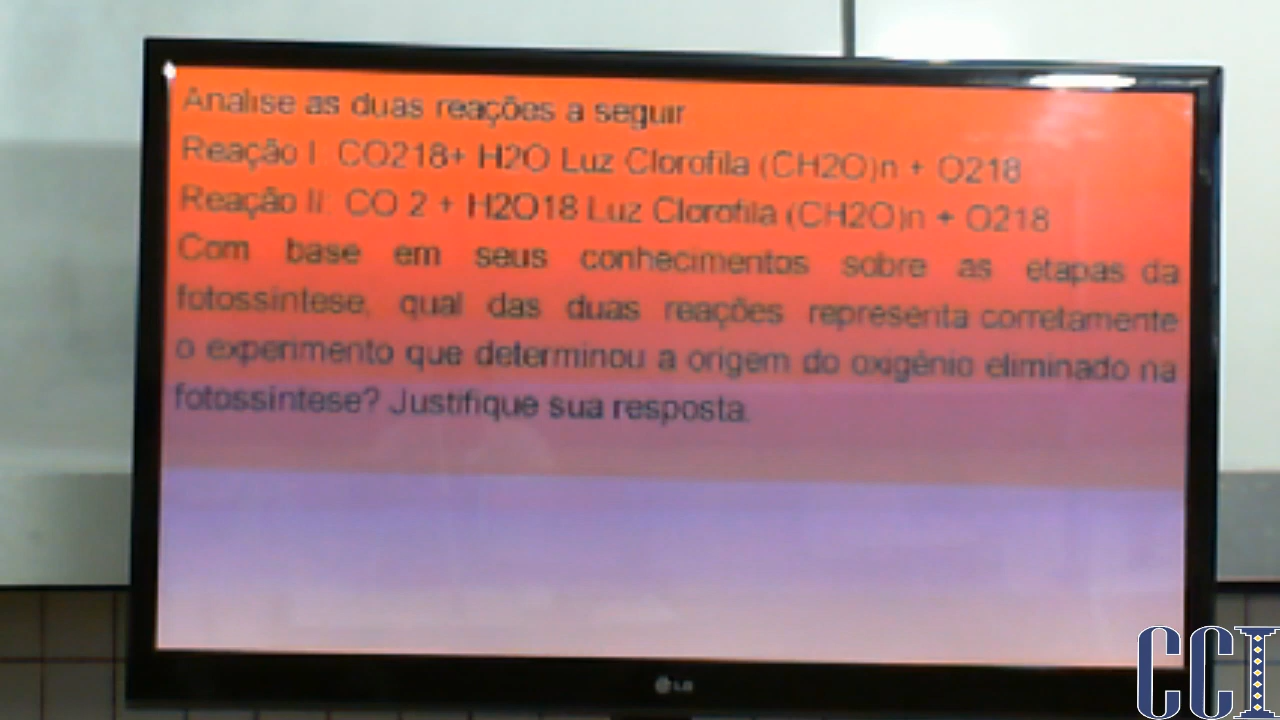 Analise as duas reações a seguir
Reação I: CO218+ H2O Luz Clorofila (CH2O)n + O218
Reação II: CO 2 + H2O18 Luz Clorofila (CH2O)n + O218
Com base em seus conhecimentos sobre as etapas da
fotossíntese, qual das duas reações representa corretamente
o experimento que determinou a origem do oxigênio eliminado na
fotossíntese? Justifique sua resposta.
LG
CCI